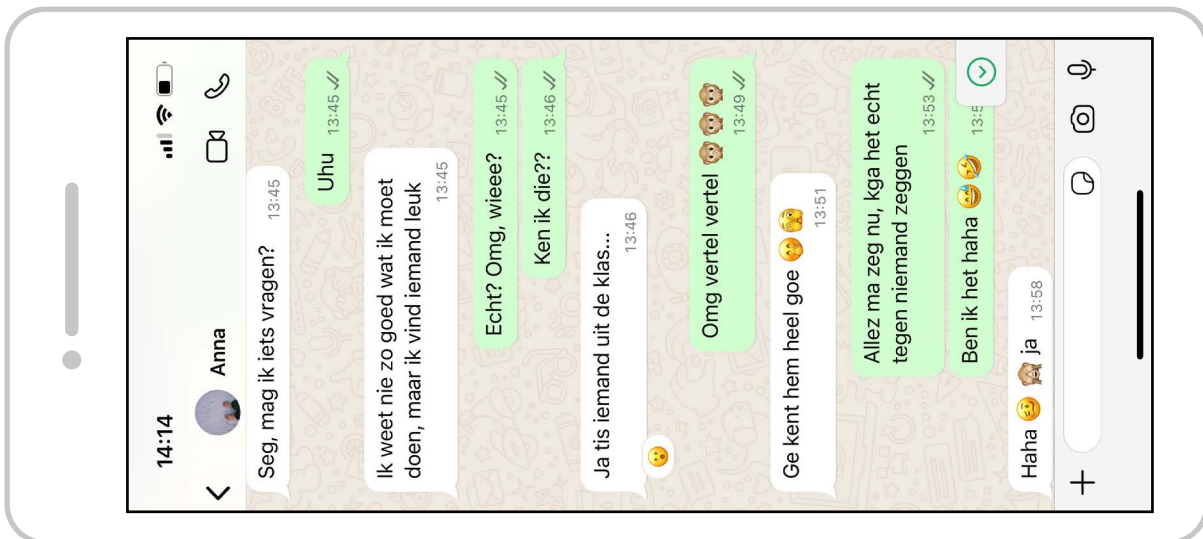 14:14
Anna
Seg, mag ik iets vragen?
13:45
Uhu 13:45
Ik weet nie zo goed wat ik moet
doen, maar ik vind iemand leuk
13:45
Echt? Omg, wieee? 13:45
Ken ik die?? 13:46
Ja tis iemand uit de klas...
13:46
Omg vertel vertel 🙊🙊🙊
13:49
Ge kent hem heel goe 🤭🫣
13:51
Allez ma zeg nu, kga het echt
tegen niemand zeggen
13:53
Ben ik het haha 😅🤣 13:5
Haha 🥴🙈 ja 13:58